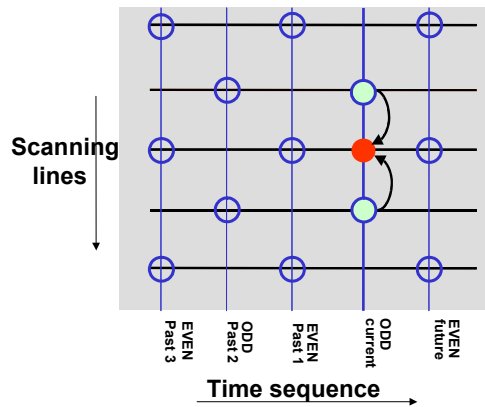 Scanning
lines
EVEN
Past 3
ODD
Past 2
EVEN
Past 1
ODD
current
EVEN
future
Time sequence